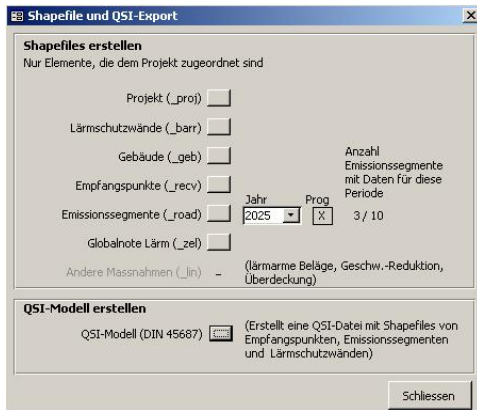 Shapefile und QSI-Export
Shapefiles erstellen
Nur Elemente, die dem Projekt zugeordnet sind
Projekt (_proj)
Lärmschutzwände (_barr)
Gebäude (_geb)
Empfangspunkte (_recv)
Anzahl
Emissionssegmente
mit Daten für diese
Periode
Jahr Prog
Emissionssegmente (_road) 2025 X 3 / 10
Globalnote Lärm (_zel)
Andere Massnahmen (_lin) – (lärmarme Beläge, Geschw.-Reduktion,
Überdeckung)
QSI-Modell erstellen
QSI-Modell (DIN 45687) ... (Erstellt eine QSI-Datei mit Shapefiles von
Empfangspunkten, Emissionssegmenten
und Lärmschutzwänden)
Schliessen